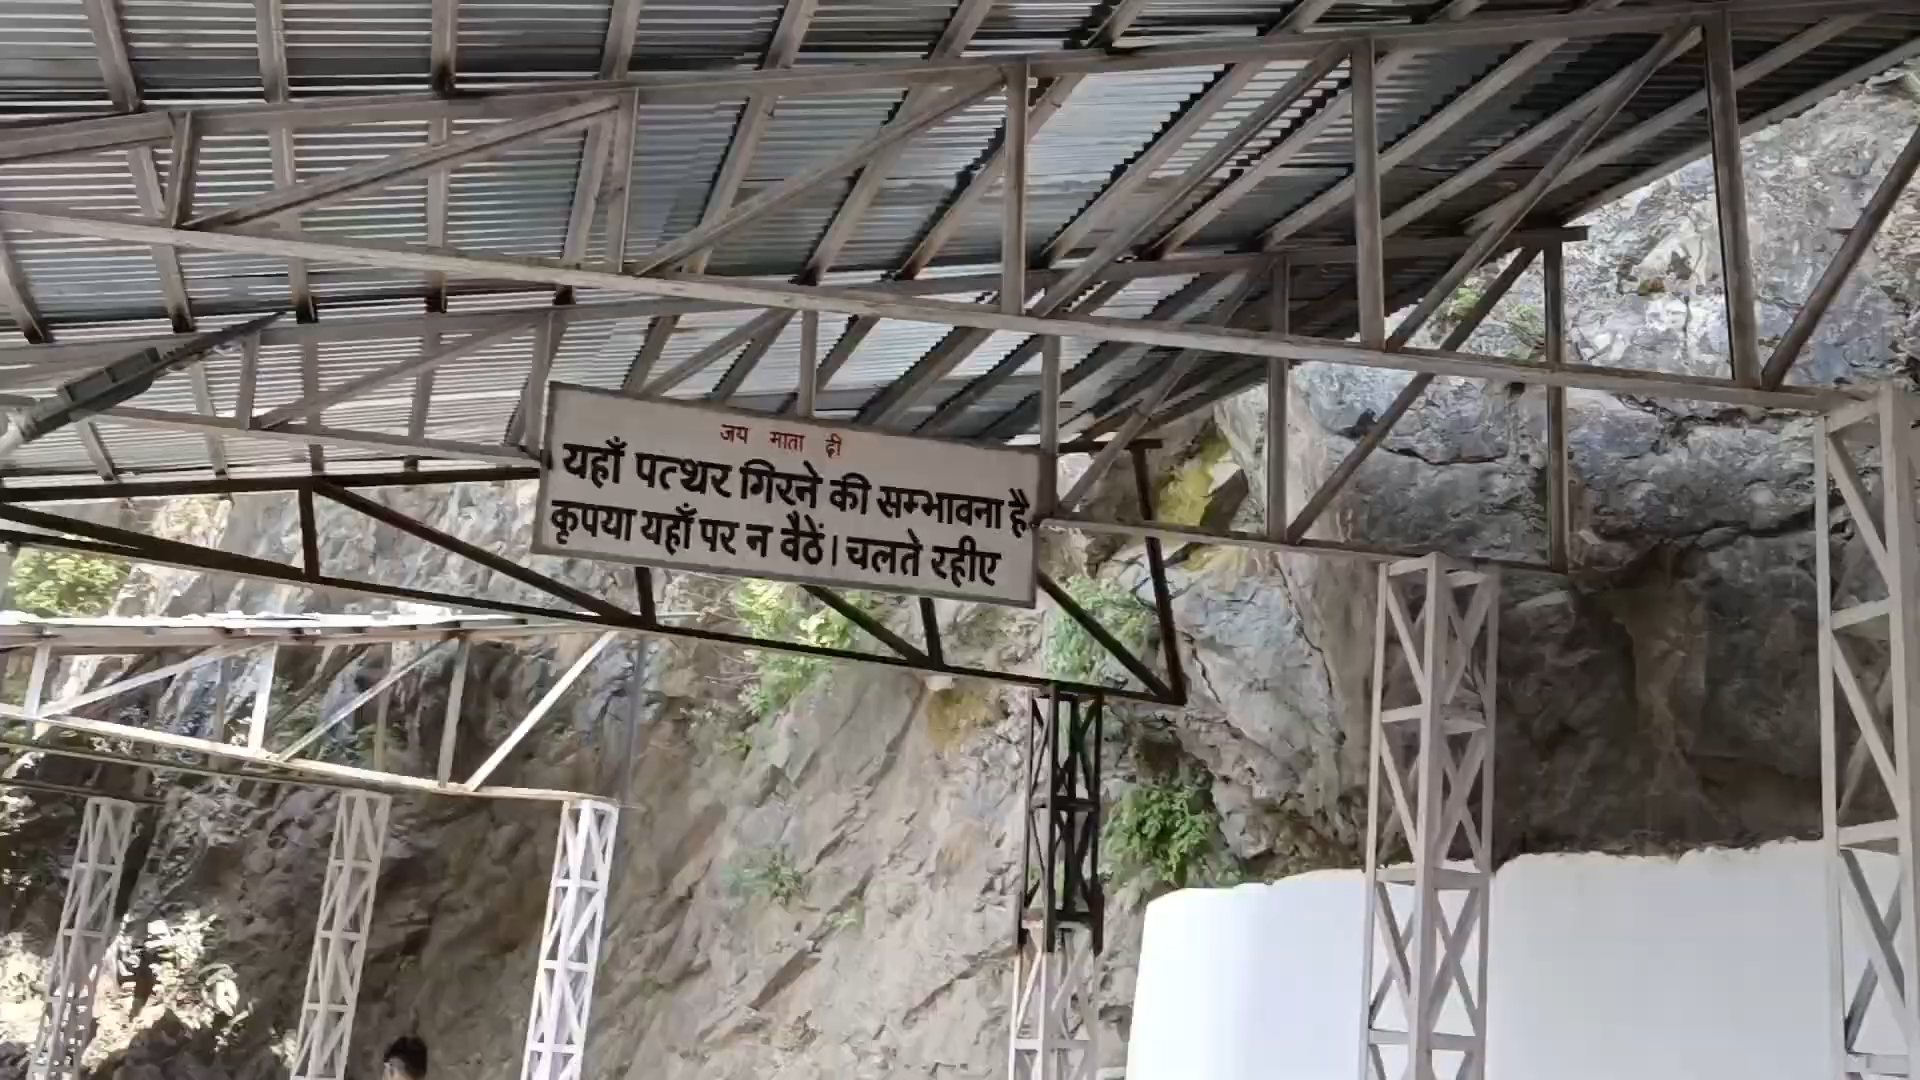 जय माता दी
यहाँ पत्थर गिरने की सम्भावना है
कृपया यहाँ पर न वैठें। चलते रहीए